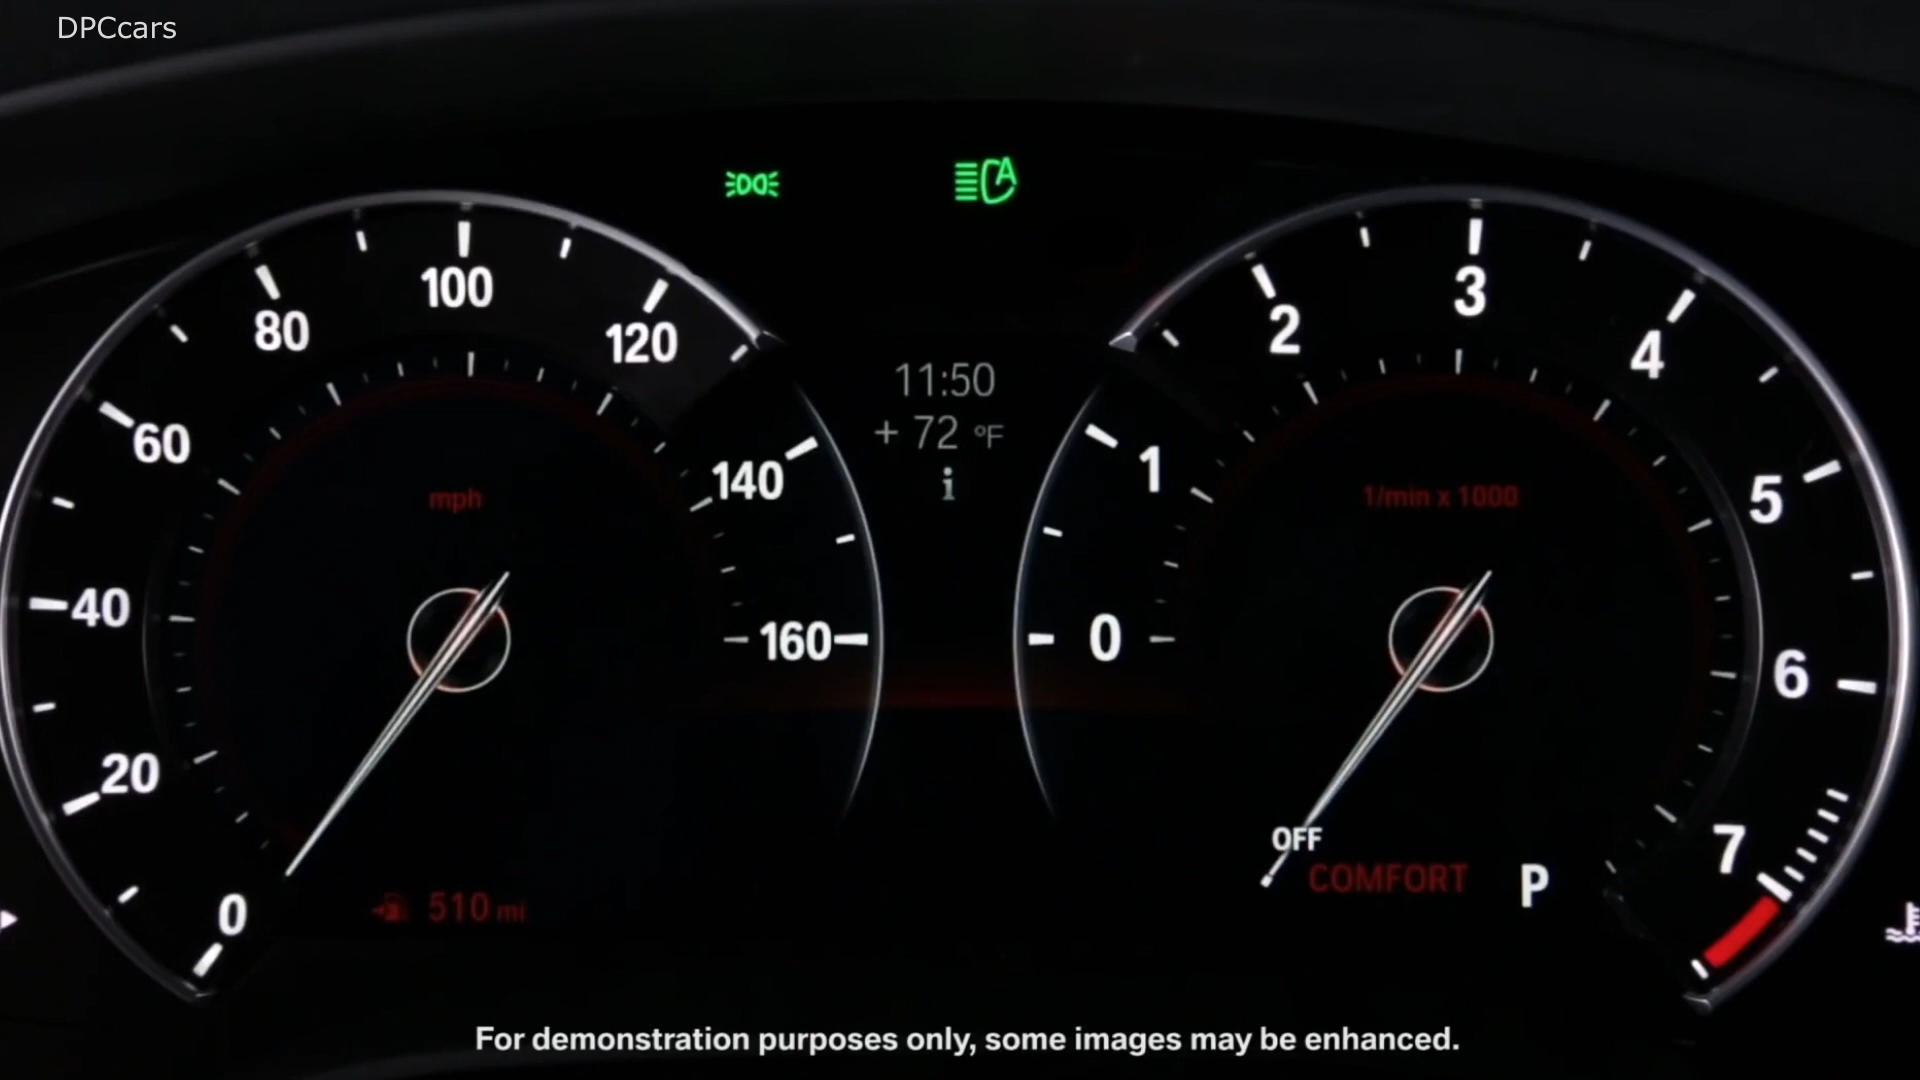 DPCcars
100
80
120
60
mph
140
40
160
20
0
510 mi
11:50
+ 72 °F
i
3
2
4
1
1/min x 1000
5
0
6
7
OFF
COMFORT
P
A
For demonstration purposes only, some images may be enhanced.